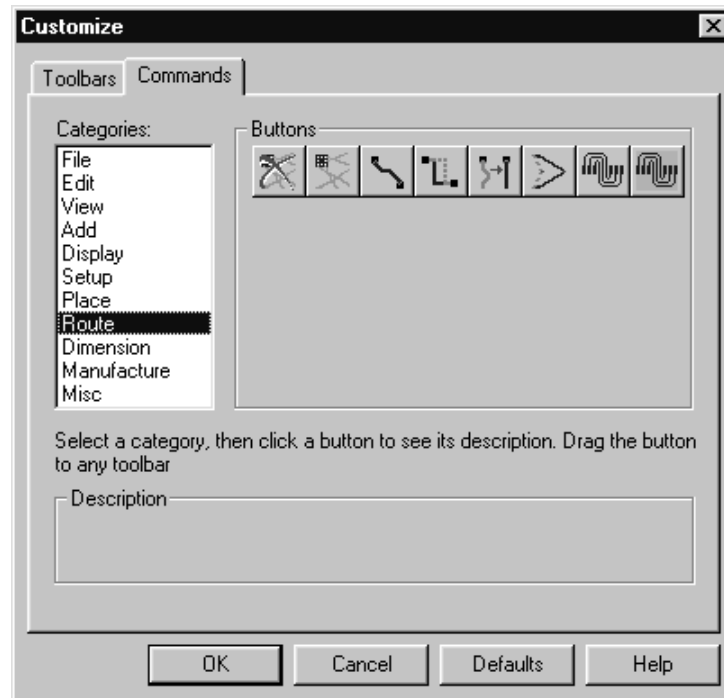 Customize
Toolbars
Commands
Categories:
File
Edit
View
Add
Display
Setup
Place
Route
Dimension
Manufacture
Misc
Buttons
Select a category, then click a button to see its description. Drag the button
to any toolbar
Description
OK
Cancel
Defaults
Help